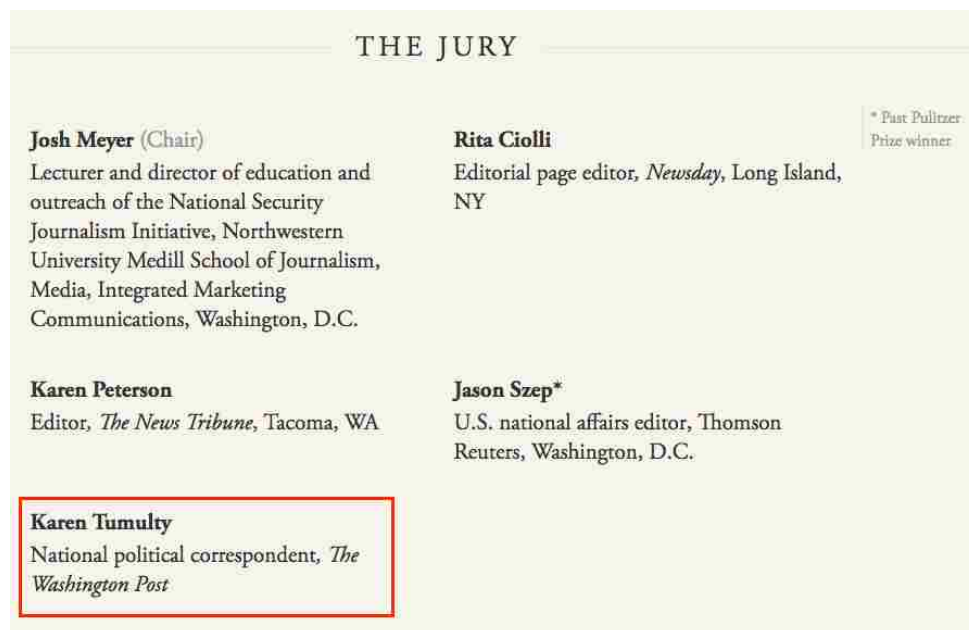 THE JURY
* Past Pulitzer
Prize winner
Josh Meyer (Chair)
Lecturer and director of education and
outreach of the National Security
Journalism Initiative, Northwestern
University Medill School of Journalism,
Media, Integrated Marketing
Communications, Washington, D.C.
Rita Ciolli
Editorial page editor, Newsday, Long Island,
NY
Karen Peterson
Editor, The News Tribune, Tacoma, WA
Jason Szep*
U.S. national affairs editor, Thomson
Reuters, Washington, D.C.
Karen Tumulty
National political correspondent, The
Washington Post